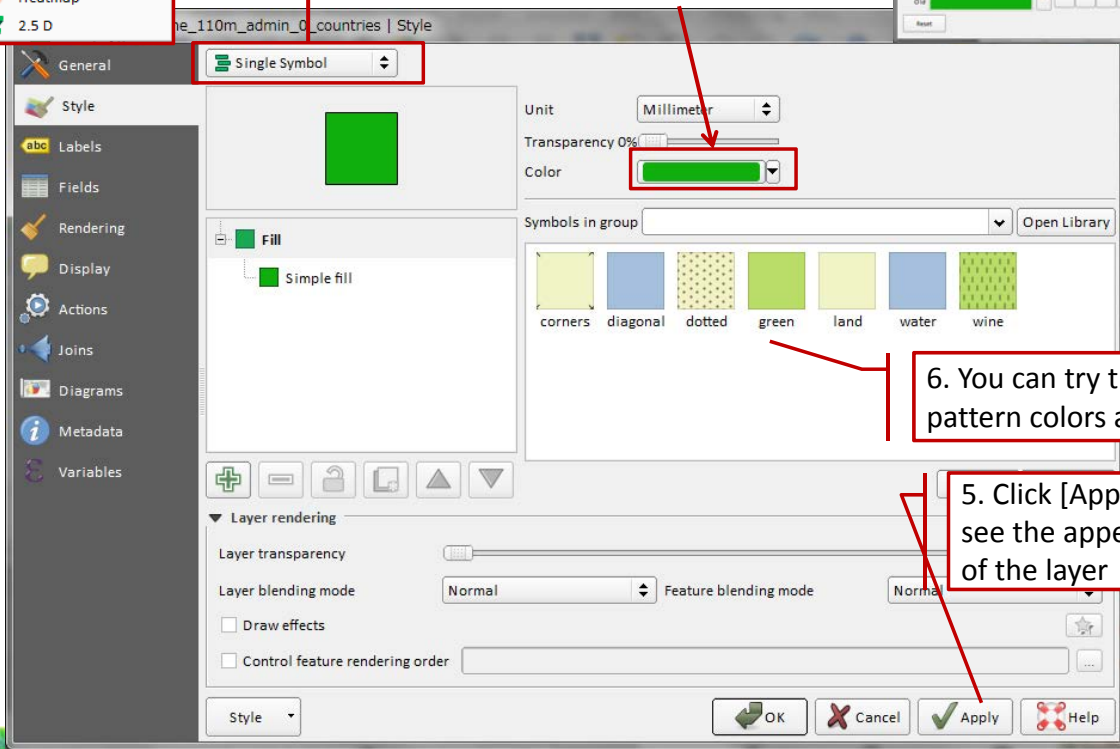 2.5 D
ne_110m_admin_0_countries | Style
General
Single Symbol
Style
Unit
Millimeter
Transparency 0%
Color
Labels
Fields
Rendering
Symbols in group
Open Library
Fill
Display
Simple fill
Actions
corners diagonal dotted green land water wine
Joins
Diagrams
6. You can try t
pattern colors a
Metadata
Variables
5. Click [App
see the appe
of the layer
Layer rendering
Layer transparency
Layer blending mode
Normal
Feature blending mode
Normal
Draw effects
Control feature rendering order
...
Style
OK
Cancel
Apply
Help
abc
Reset